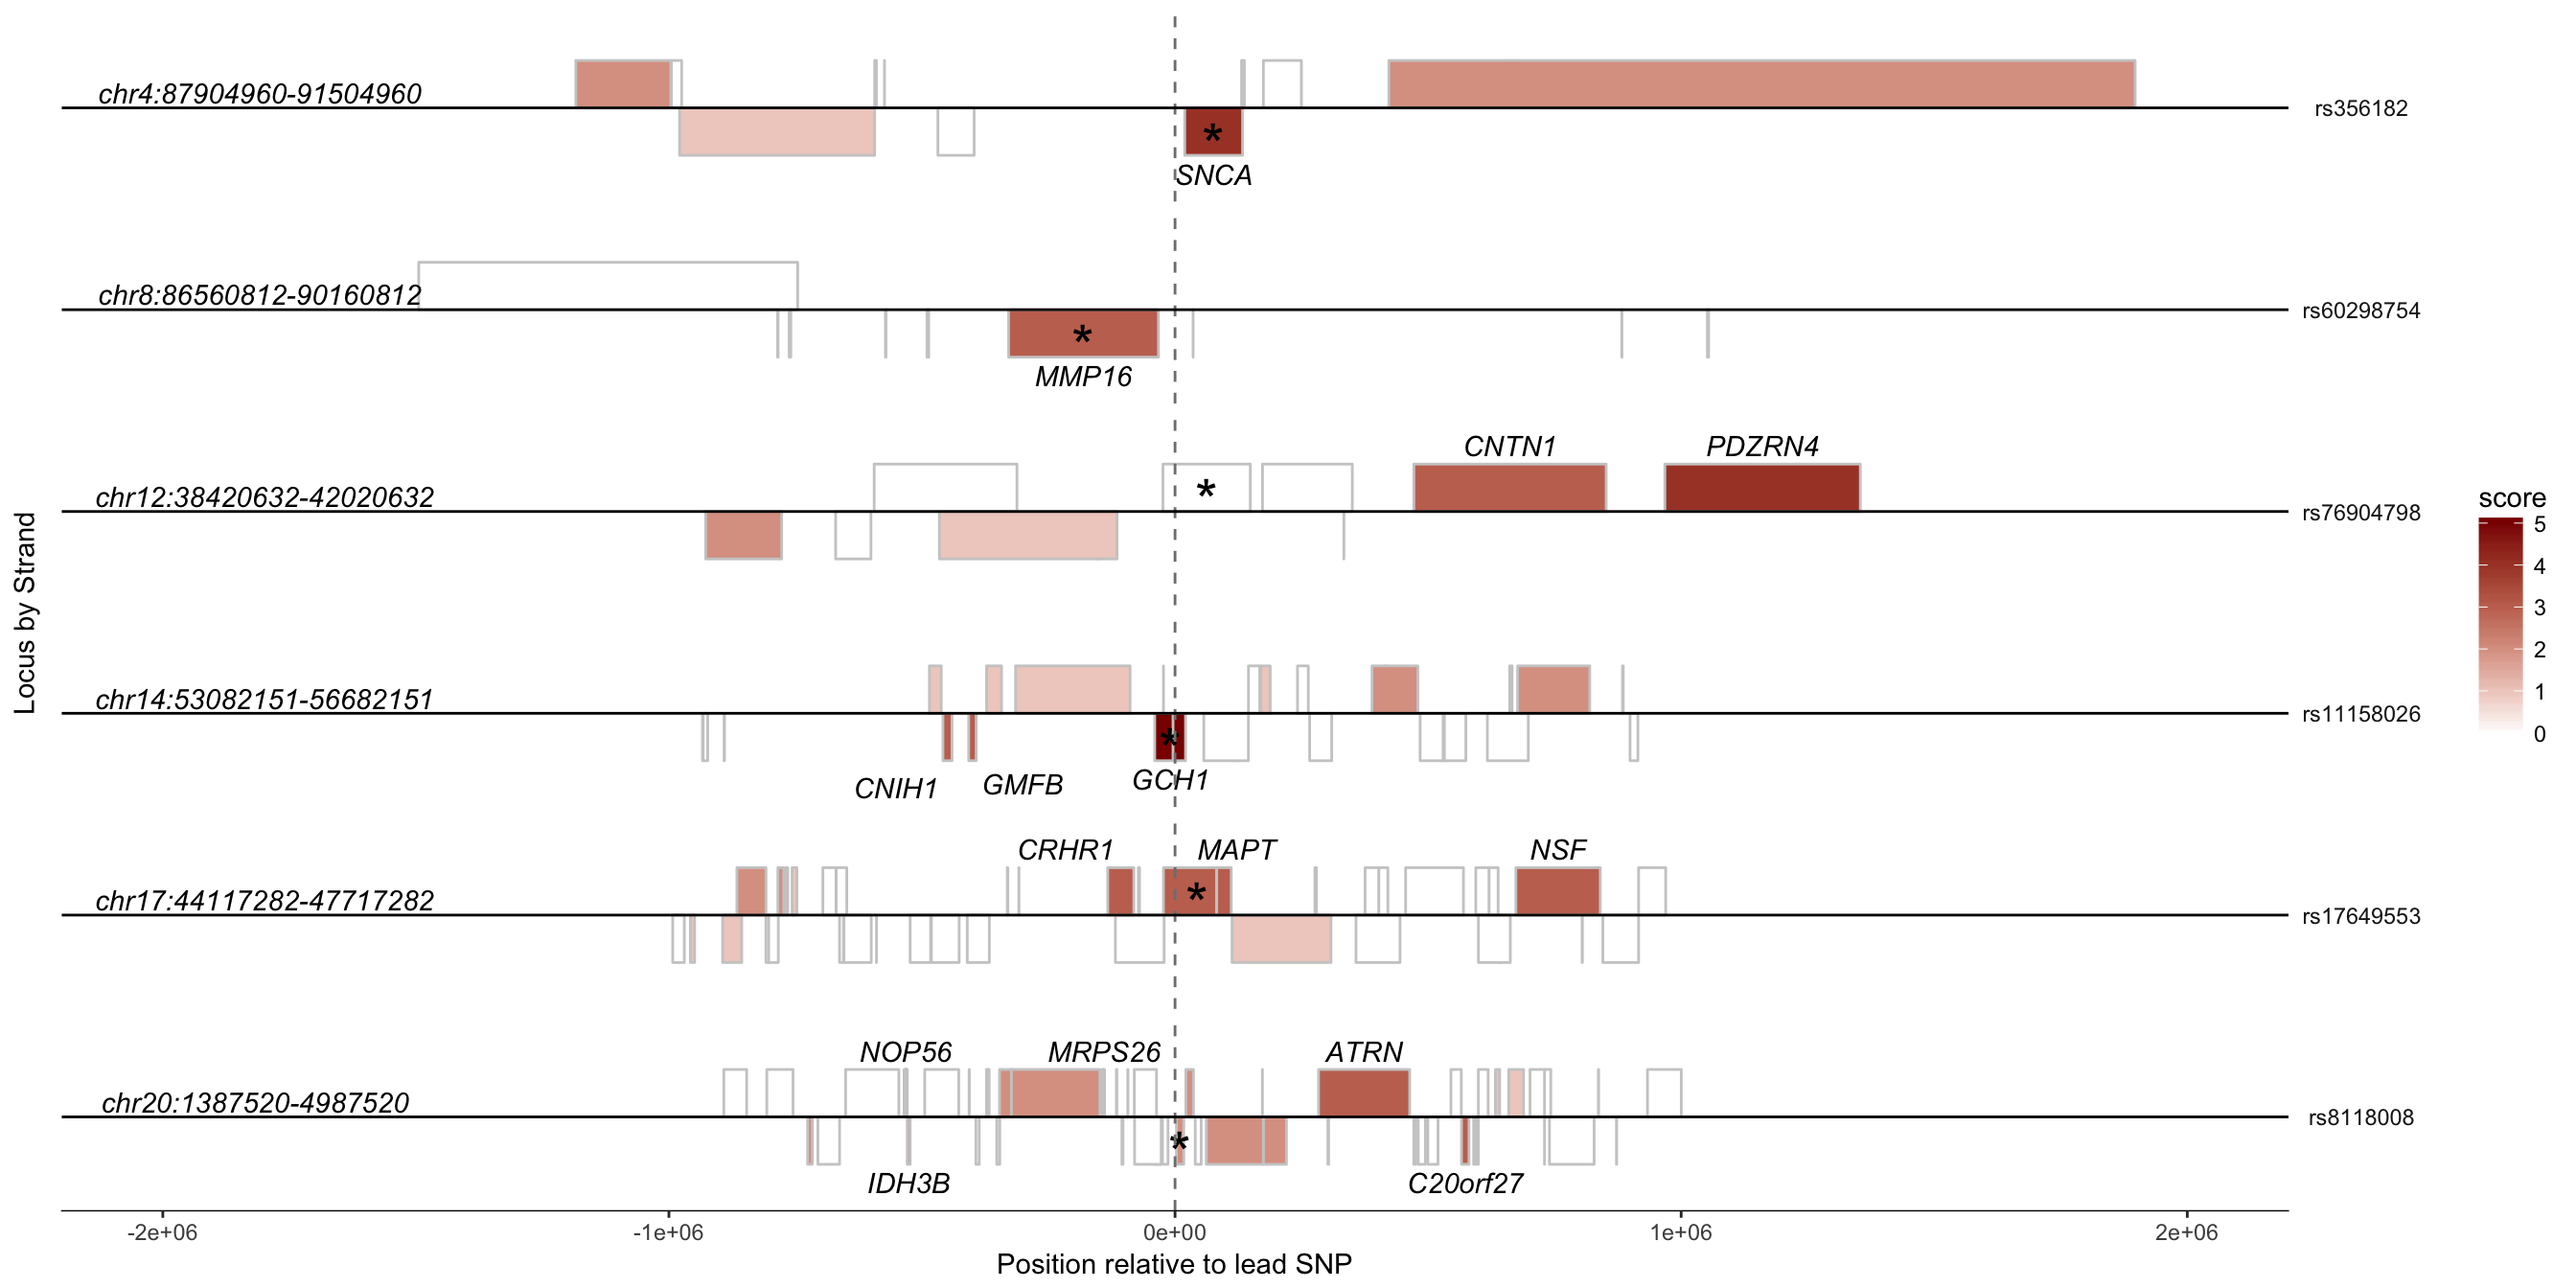 chr4:87904960-91504960
rs356182
*
SNCA
chr8:86560812-90160812
rs60298754
*
MMP16
CNTN1
PDZRN4
chr12:38420632-42020632
*
rs76904798
score
5
4
3
2
1
0
Locus by Strand
chr14:53082151-56682151
rs11158026
*
CNIH1
GMFB
GCH1
CRHR1
MAPT
NSF
chr17:44117282-47717282
*
rs17649553
NOP56
MRPS26
ATRN
chr20:1387520-4987520
rs8118008
*
IDH3B
C20orf27
-2e+06
-1e+06
0e+00
1e+06
2e+06
Position relative to lead SNP